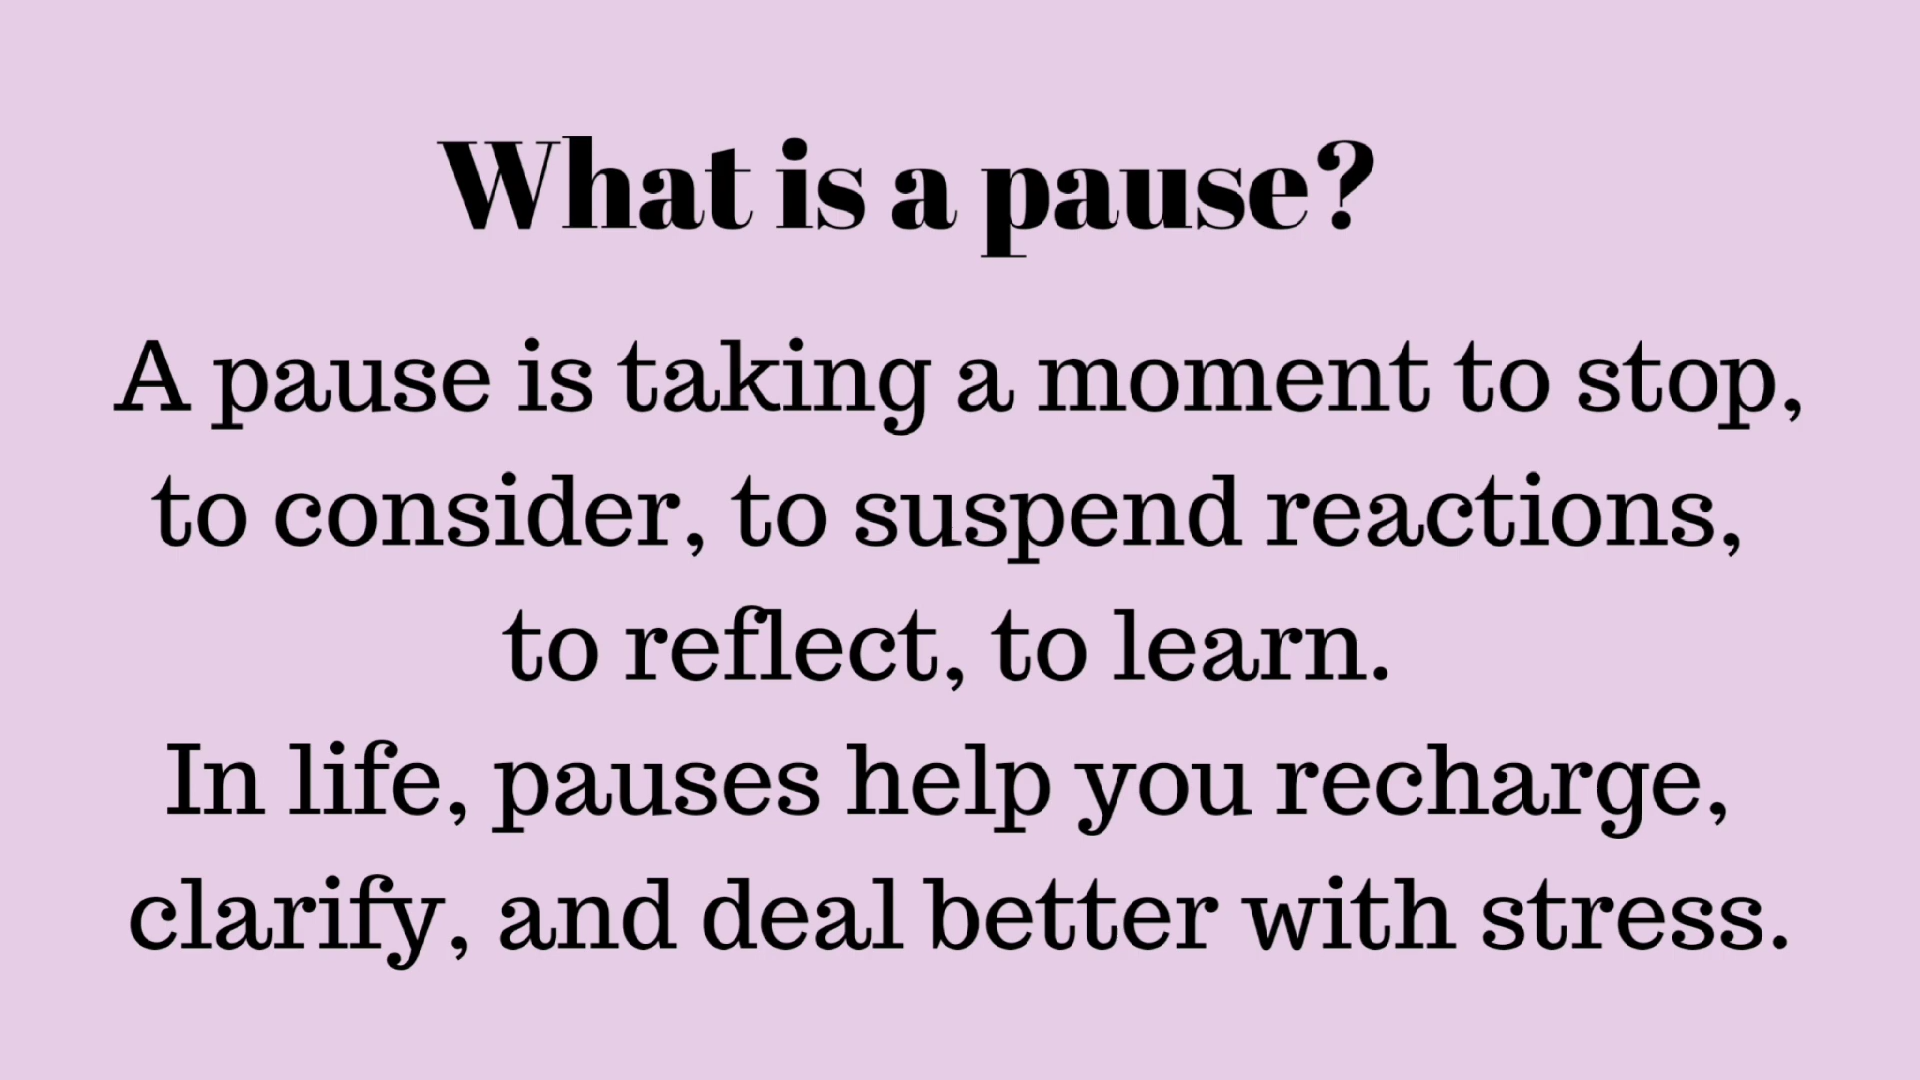 What is a pause?
A pause is taking a moment to stop,
to consider, to suspend reactions,
to reflect, to learn.
In life, pauses help you recharge,
clarify, and deal better with stress.